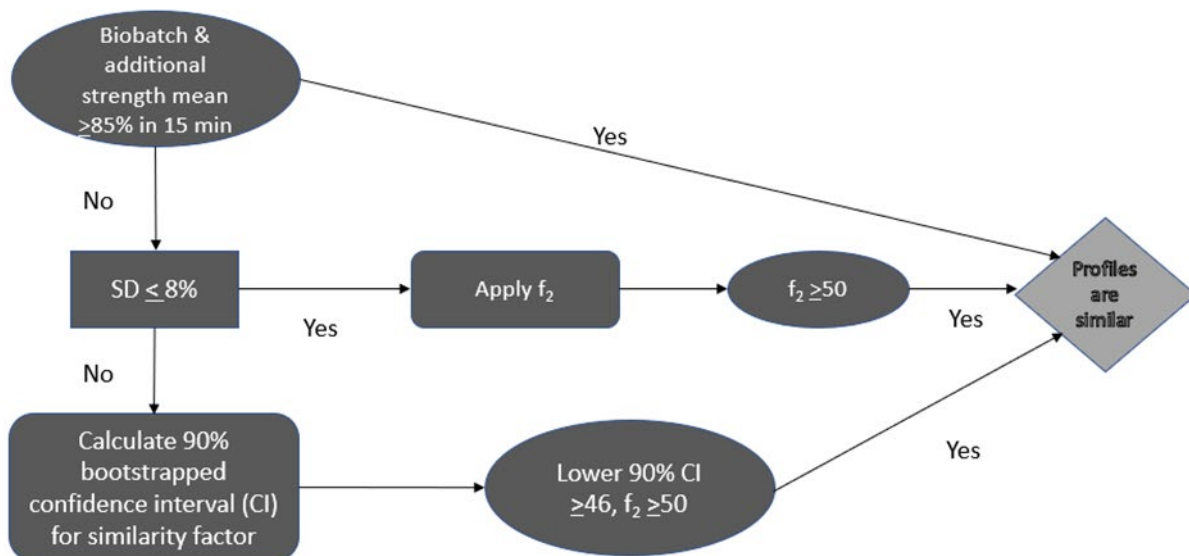 Biobatch &
additional
strength mean
≥85% in 15 min
Yes
No
SD ≤ 8%
Yes
Apply f₂
f₂ ≥50
Yes
Profiles
are
similar
No
Calculate 90%
bootstrapped
confidence interval (CI)
for similarity factor
Lower 90% CI
≥46, f₂ ≥50
Yes